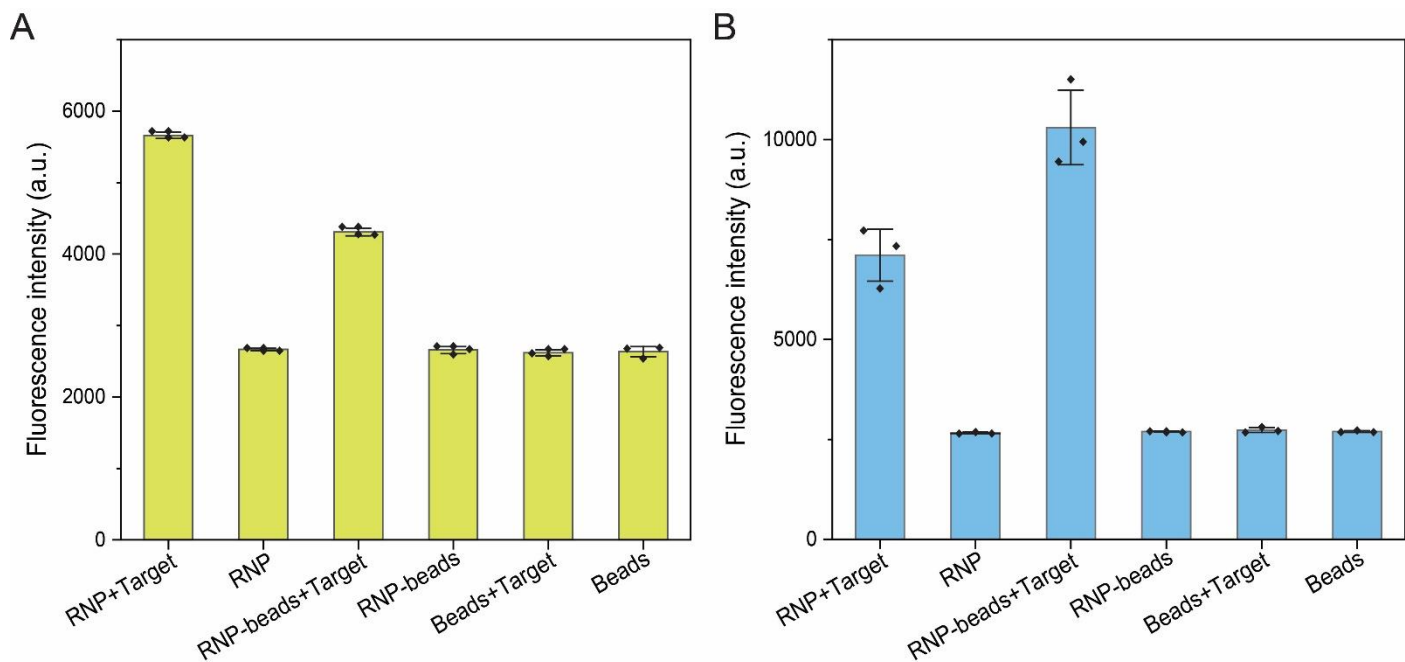 A
Fluorescence intensity (a.u.)
6000
4000
2000
0
RNP+Target
RNP
RNP-beads+Target
RNP-beads
Beads+Target
Beads
B
Fluorescence intensity (a.u.)
10000
5000
0
RNP+Target
RNP
RNP-beads+Target
RNP-beads
Beads+Target
Beads